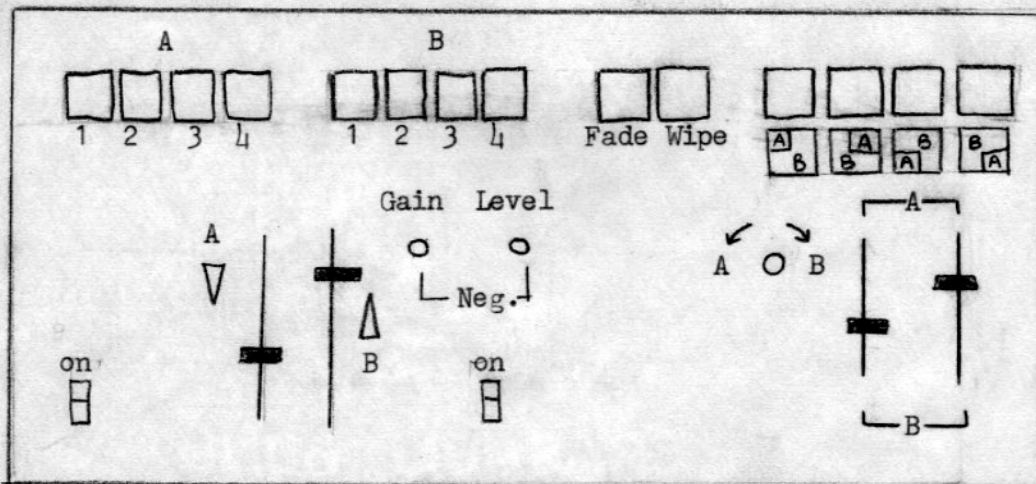 A B
1 2 3 4 1 2 3 4 Fade Wipe
A B A B B A B A
Gain Level A
A A B
Neg.
on B on
B